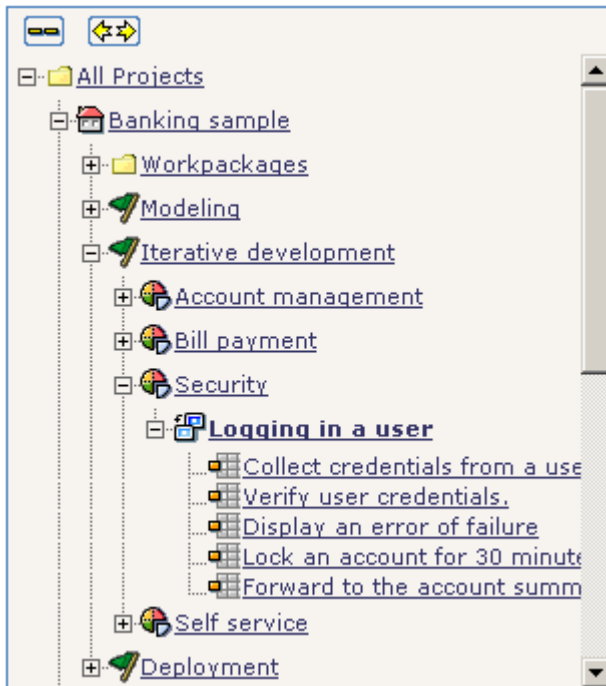 All Projects
Banking sample
Workpackages
Modeling
Iterative development
Account management
Bill payment
Security
Logging in a user
Collect credentials from a use
Verify user credentials.
Display an error of failure
Lock an account for 30 minute
Forward to the account summ
Self service
Deployment